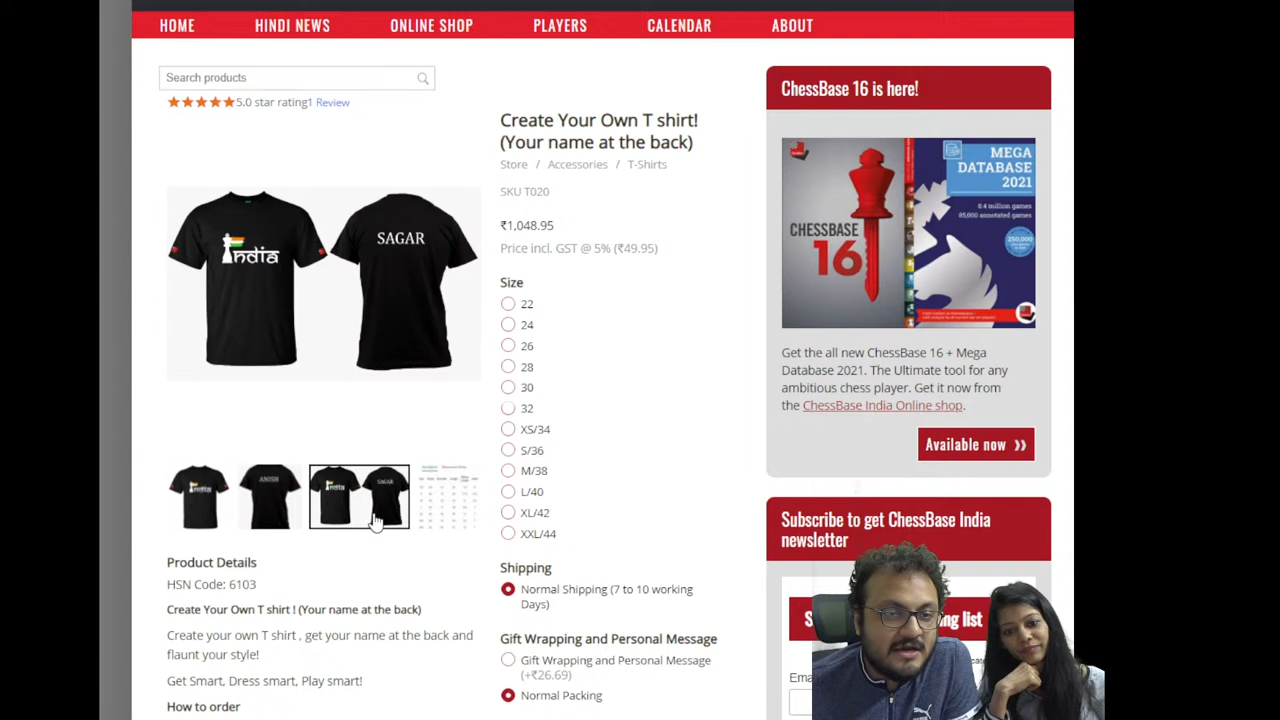 HOME
HINDI NEWS
ONLINE SHOP
PLAYERS
CALENDAR
ABOUT
Search products
5.0 star rating
1 Review
India
SAGAR
India
ANISH
India
SAGAR
Product Details
HSN Code: 6103
Create Your Own T shirt ! (Your name at the back)
Create your own T shirt , get your name at the back and
flaunt your style!
Get Smart, Dress smart, Play smart!
How to order
Create Your Own T shirt!
(Your name at the back)
Store / Accessories / T-Shirts
SKU T020
₹1,048.95
Price incl. GST @ 5% (₹49.95)
Size
22
24
26
28
30
32
XS/34
S/36
M/38
L/40
XL/42
XXL/44
Shipping
Normal Shipping (7 to 10 working
Days)
Gift Wrapping and Personal Message
Gift Wrapping and Personal Message
(+₹26.69)
Normal Packing
ChessBase 16 is here!
CHESSBASE
16
MEGA
DATABASE
2021
8.4 million games
85,000 annotated games
Get the all new ChessBase 16 + Mega
Database 2021. The Ultimate tool for any
ambitious chess player. Get it now from
the ChessBase India Online shop.
Available now
Subscribe to get ChessBase India
newsletter
list